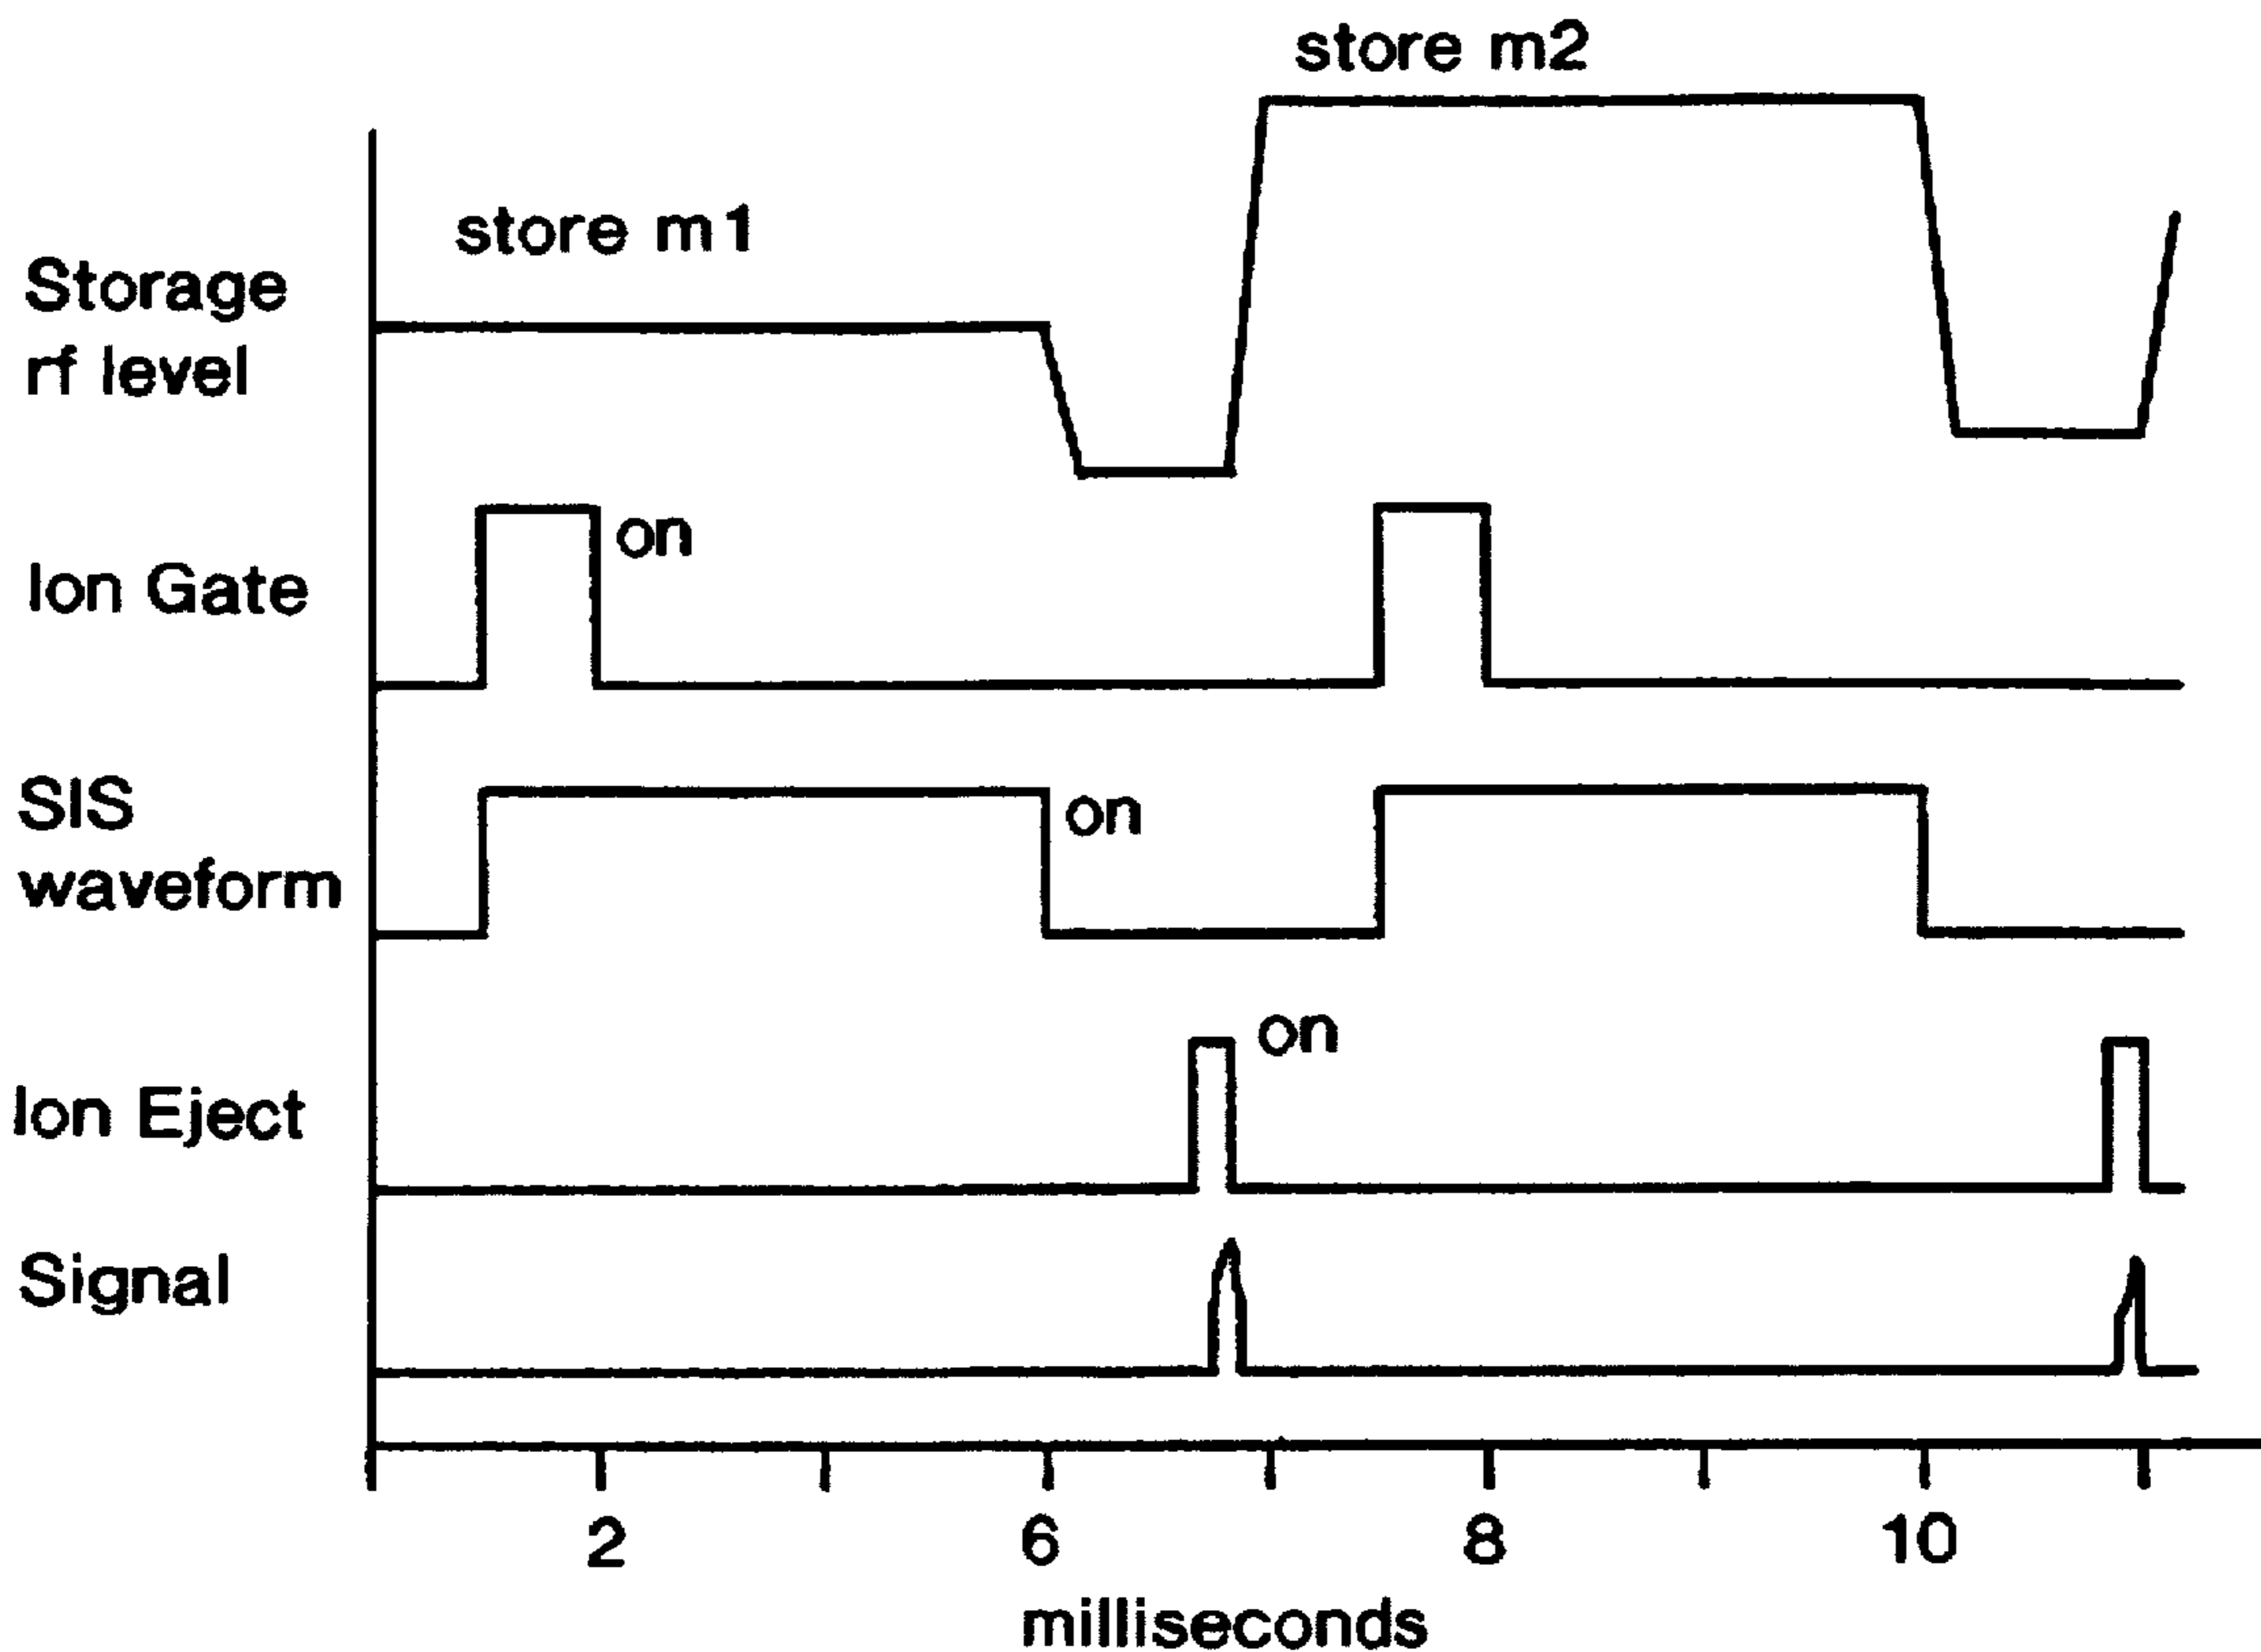 store m2
store m1
Storage
rf level
on
Ion Gate
SIS
on
waveform
on
Ion Eject
Signal
2 6 8 10
milliseconds